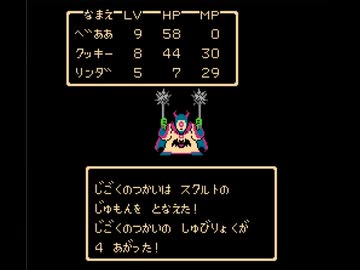 なまえ LV HP MP
へ゛ああ 9 58 0
クッキー 8 44 30
リンダ 5 7 29
じごくのつかいは スクルトの
じゅもんを となえた!
じごくのつかいの しゅびりょくが
4 あがった!